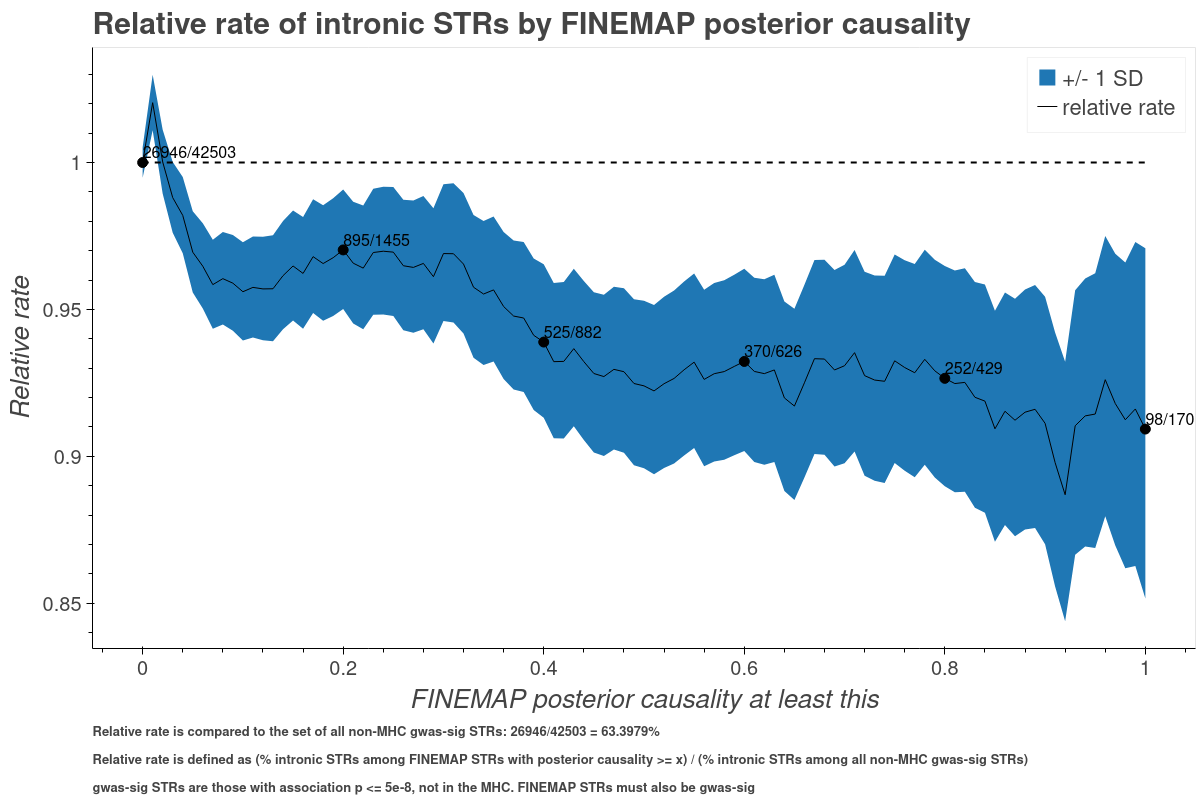 Relative rate of intronic STRs by FINEMAP posterior causality
+/- 1 SD
relative rate
1
0.95
0.9
0.85
Relative rate
26946/42503
895/1455
525/882
370/626
252/429
98/170
0
0.2
0.4
0.6
0.8
1
FINEMAP posterior causality at least this
Relative rate is compared to the set of all non-MHC gwas-sig STRs: 26946/42503 = 63.3979%
Relative rate is defined as (% intronic STRs among FINEMAP STRs with posterior causality >= x) / (% intronic STRs among all non-MHC gwas-sig STRs)
gwas-sig STRs are those with association p <= 5e-8, not in the MHC. FINEMAP STRs must also be gwas-sig